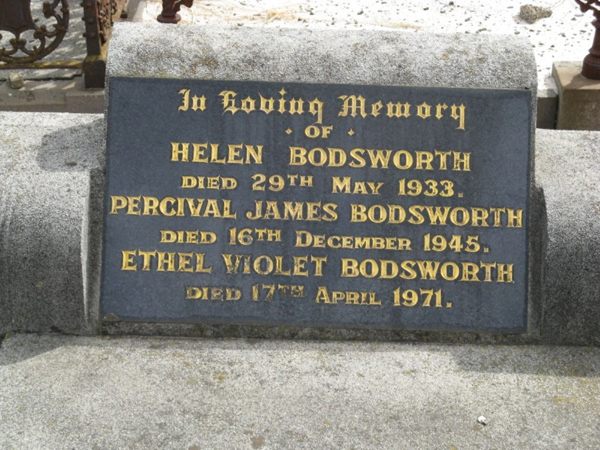 In Loving Memory
· OF ·
HELEN BODSWORTH
DIED 29TH MAY 1933.
PERCIVAL JAMES BODSWORTH
DIED 16TH DECEMBER 1945.
ETHEL VIOLET BODSWORTH
DIED 17TH APRIL 1971.